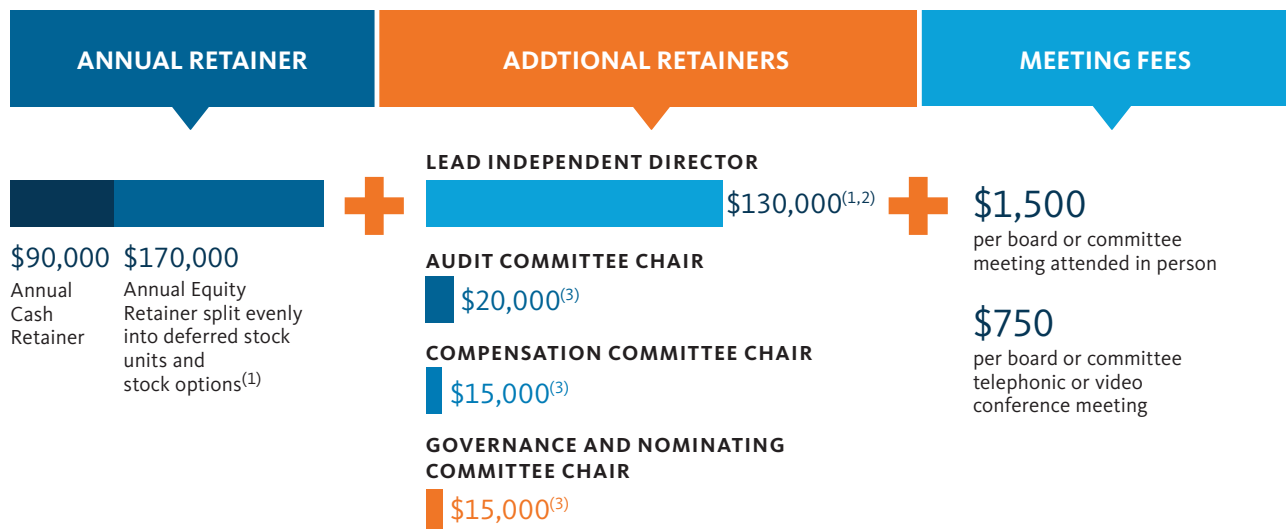 ANNUAL RETAINER
ADDTIONAL RETAINERS
MEETING FEES
$90,000
Annual
Cash
Retainer
$170,000
Annual Equity
Retainer split evenly
into deferred stock
units and
stock options(1)
LEAD INDEPENDENT DIRECTOR
$130,000(1,2)
AUDIT COMMITTEE CHAIR
$20,000(3)
COMPENSATION COMMITTEE CHAIR
$15,000(3)
GOVERNANCE AND NOMINATING
COMMITTEE CHAIR
$15,000(3)
$1,500
per board or committee
meeting attended in person
$750
per board or committee
telephonic or video
conference meeting